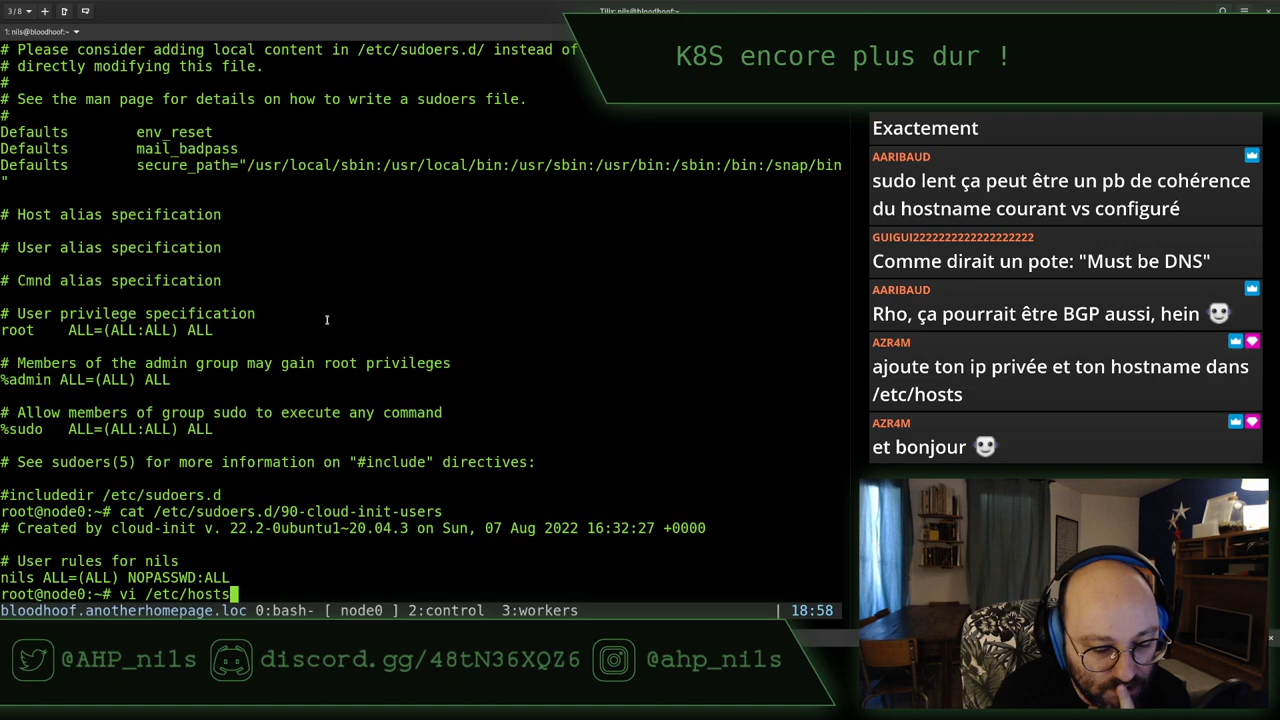 3/8
Tilix: nils@bloodhoof:~
1: nils@bloodhoof:~
# Please consider adding local content in /etc/sudoers.d/ instead of
# directly modifying this file.
#
# See the man page for details on how to write a sudoers file.
#
Defaults        env_reset
Defaults        mail_badpass
Defaults        secure_path="/usr/local/sbin:/usr/local/bin:/usr/sbin:/usr/bin:/sbin:/bin:/snap/bin
"
# Host alias specification
# User alias specification
# Cmnd alias specification
# User privilege specification
root    ALL=(ALL:ALL) ALL
# Members of the admin group may gain root privileges
%admin ALL=(ALL) ALL
# Allow members of group sudo to execute any command
%sudo   ALL=(ALL:ALL) ALL
# See sudoers(5) for more information on "#include" directives:
#includedir /etc/sudoers.d
root@node0:~# cat /etc/sudoers.d/90-cloud-init-users
# Created by cloud-init v. 22.2-0ubuntu1~20.04.3 on Sun, 07 Aug 2022 16:32:27 +0000
# User rules for nils
nils ALL=(ALL) NOPASSWD:ALL
root@node0:~# vi /etc/hosts
bloodhoof.anotherhomepage.loc 0:bash- [ node0 ] 2:control  3:workers | 18:58
K8S encore plus dur !
Exactement
AARIBAUD
sudo lent ça peut être un pb de cohérence
du hostname courant vs configuré
GUIGUI2222222222222222222
Comme dirait un pote: "Must be DNS"
AARIBAUD
Rho, ça pourrait être BGP aussi, hein
AZR4M
ajoute ton ip privée et ton hostname dans
/etc/hosts
AZR4M
et bonjour
@AHP_nils
discord.gg/48tN36XQZ6
@ahp_nils